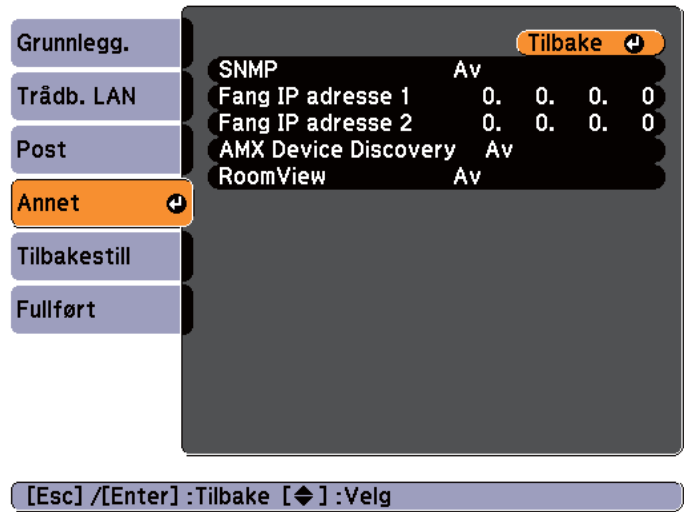 Grunnlegg.
Trådb. LAN
Post
Annet
Tilbakestill
Fullført
Tilbake
SNMP Av
Fang IP adresse 1 0. 0. 0. 0
Fang IP adresse 2 0. 0. 0. 0
AMX Device Discovery Av
RoomView Av
[Esc] /[Enter] :Tilbake [◆] :Velg